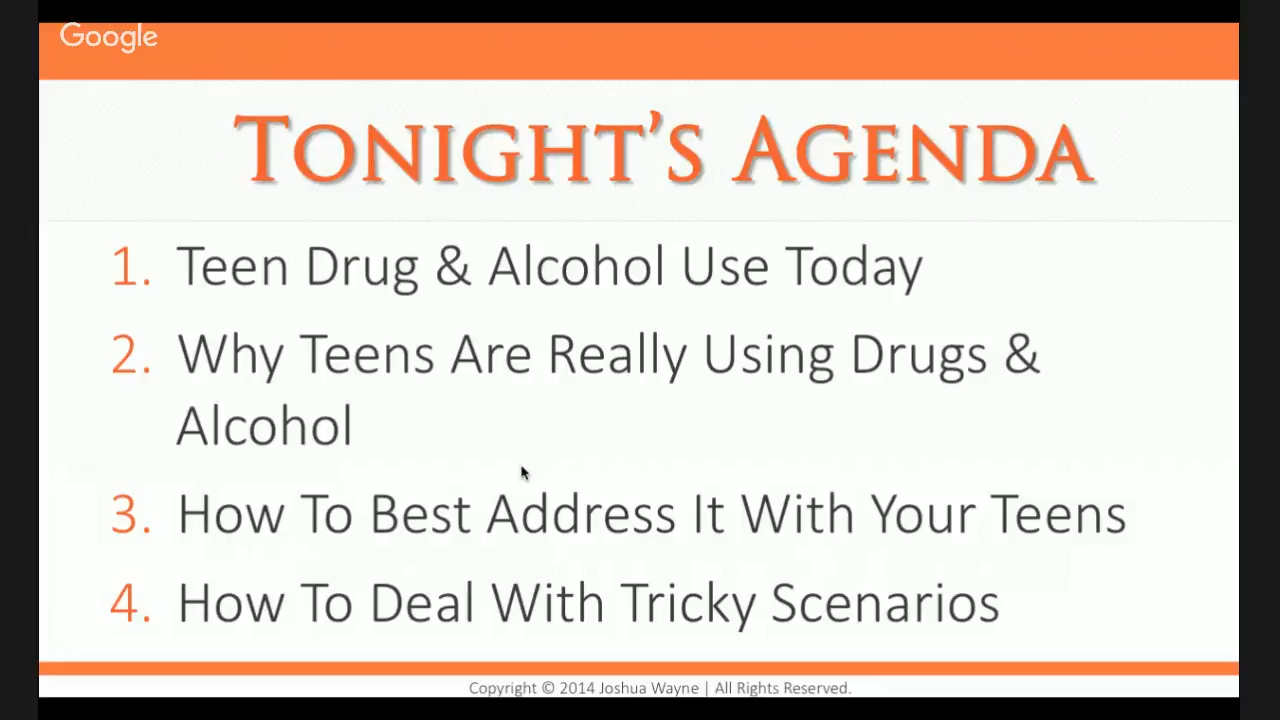 Google
Tonight's Agenda
1. Teen Drug & Alcohol Use Today
2. Why Teens Are Really Using Drugs &
Alcohol
3. How To Best Address It With Your Teens
4. How To Deal With Tricky Scenarios
Copyright © 2014 Joshua Wayne | All Rights Reserved.